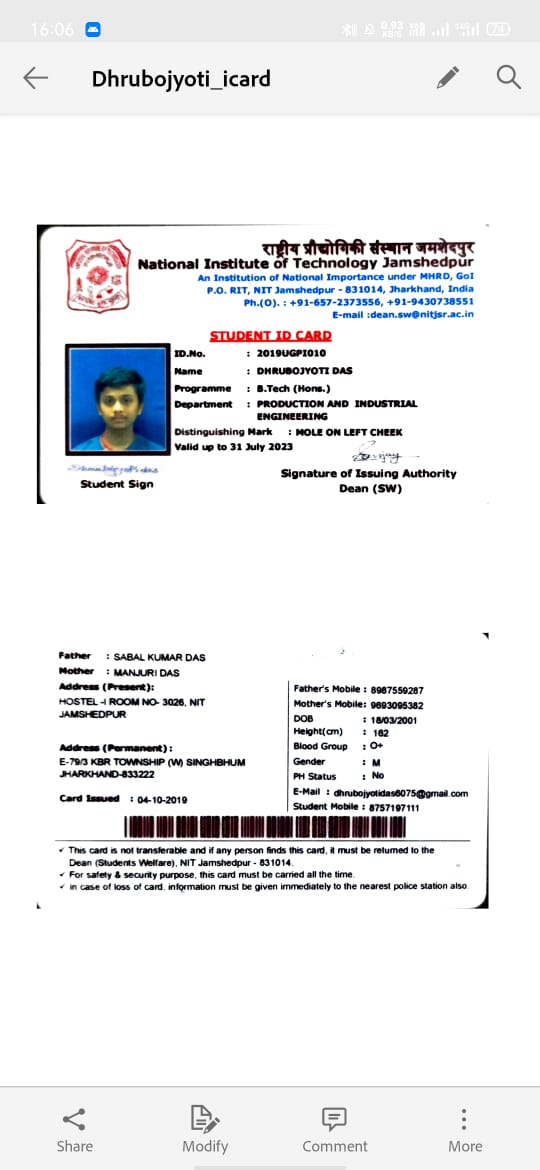 16:06
0.93 KB/S
74
Dhrubojyoti_icard
राष्ट्रीय प्रौद्योगिकी संस्थान जमशेदपुर
National Institute of Technology Jamshedpur
An Institution of National Importance under MHRD, GoI
P.O. RIT, NIT Jamshedpur - 831014, Jharkhand, India
Ph.(O). : +91-657-2373556, +91-9430738551
E-mail :dean.sw@nitjsr.ac.in
STUDENT ID CARD
ID.No. : 2019UGPI010
Name : DHRUBOJYOTI DAS
Programme : B.Tech (Hons.)
Department : PRODUCTION AND INDUSTRIAL
ENGINEERING
Distinguishing Mark : MOLE ON LEFT CHEEK
Valid up to 31 July 2023
Student Sign
Signature of Issuing Authority
Dean (SW)
Father : SABAL KUMAR DAS
Mother : MANJURI DAS
Address (Present):
HOSTEL -I ROOM NO- 3026, NIT
JAMSHEDPUR
Address (Permanent) :
E-79/3 KBR TOWNSHIP (W) SINGHBHUM
JHARKHAND-833222
Card Issued : 04-10-2019
Father's Mobile : 8987559287
Mother's Mobile: 9693095382
DOB : 18/03/2001
Height(cm) : 162
Blood Group : O+
Gender : M
PH Status : No
E-Mail : dhrubojyotidas6075@gmail.com
Student Mobile : 8757197111
✓ This card is not transferable and if any person finds this card, it must be returned to the
Dean (Students Welfare), NIT Jamshedpur - 831014.
✓ For safety & security purpose, this card must be carried all the time.
✓ in case of loss of card, information must be given immediately to the nearest police station also
Share
Modify
Comment
More